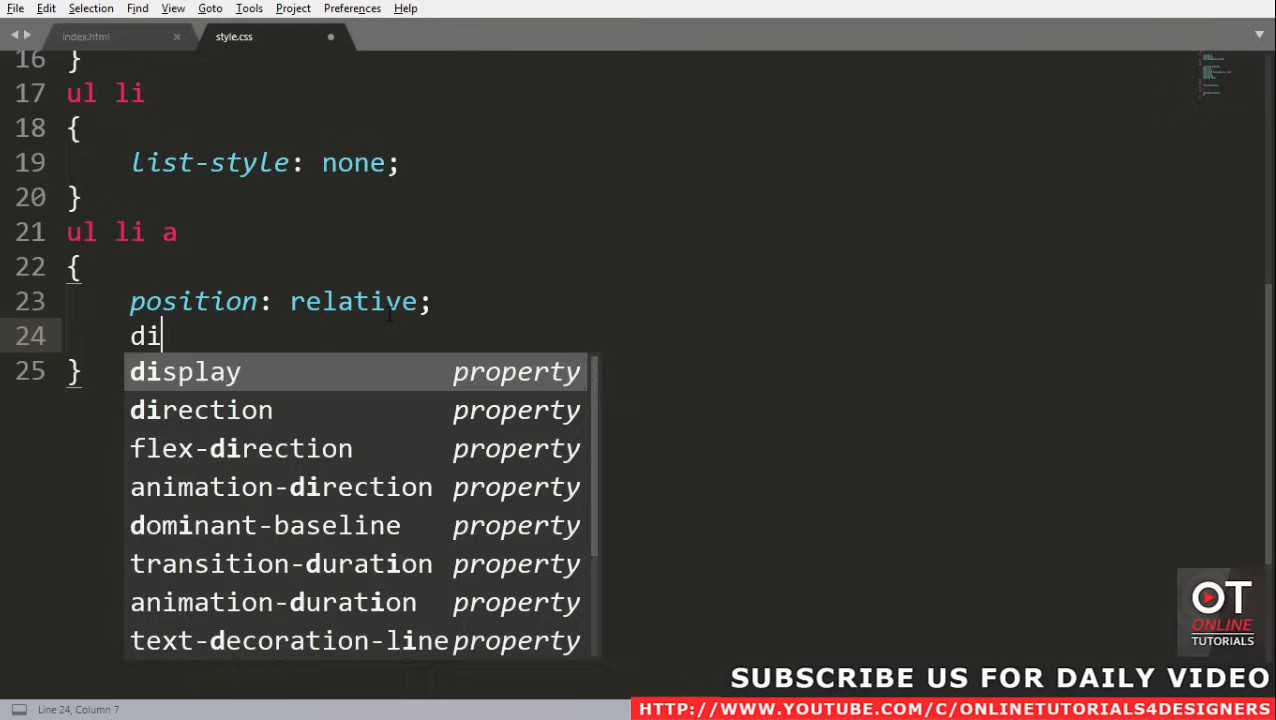 File Edit Selection Find View Goto Tools Project Preferences Help
index.html × style.css
16 }
17 ul li
18 {
19 list-style: none;
20 }
21 ul li a
22 {
23 position: relative;
24 di
display property
25 }
direction property
flex-direction property
animation-direction property
dominant-baseline property
transition-duration property
animation-duration property
text-decoration-line property
OT
ONLINE
TUTORIALS
SUBSCRIBE US FOR DAILY VIDEO
Line 24, Column 7
HTTP://WWW.YOUTUBE.COM/C/ONLINETUTORIALS4DESIGNERS